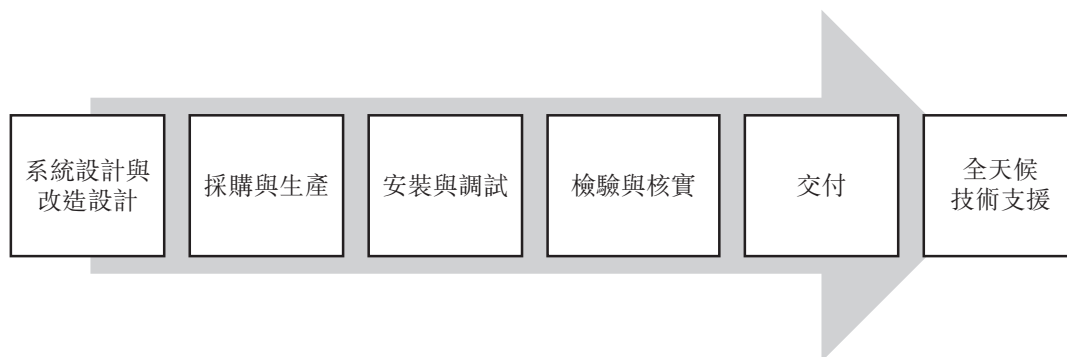 系統設計與
改造設計
採購與生產
安裝與調試
檢驗與核實
交付
全天候
技術支援